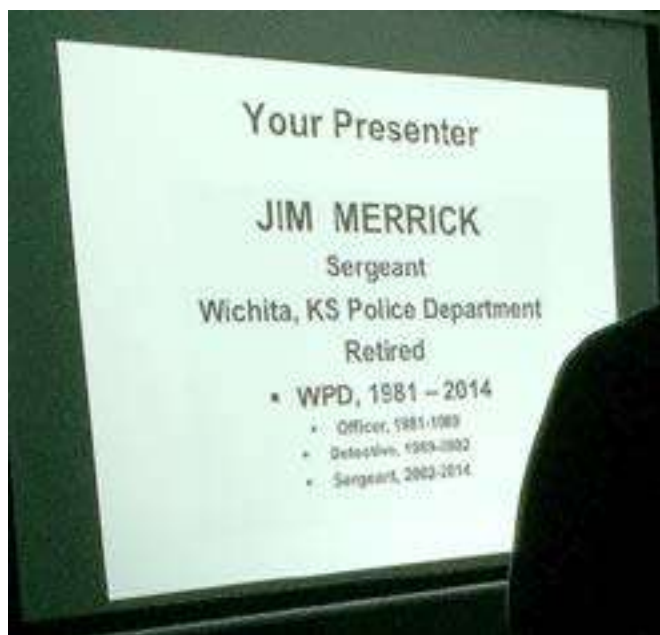 Your Presenter
JIM MERRICK
Sergeant
Wichita, KS Police Department
Retired
• WPD, 1981 – 2014
• Officer, 1981-1989
• Detective, 1989-2002
• Sergeant, 2002-2014